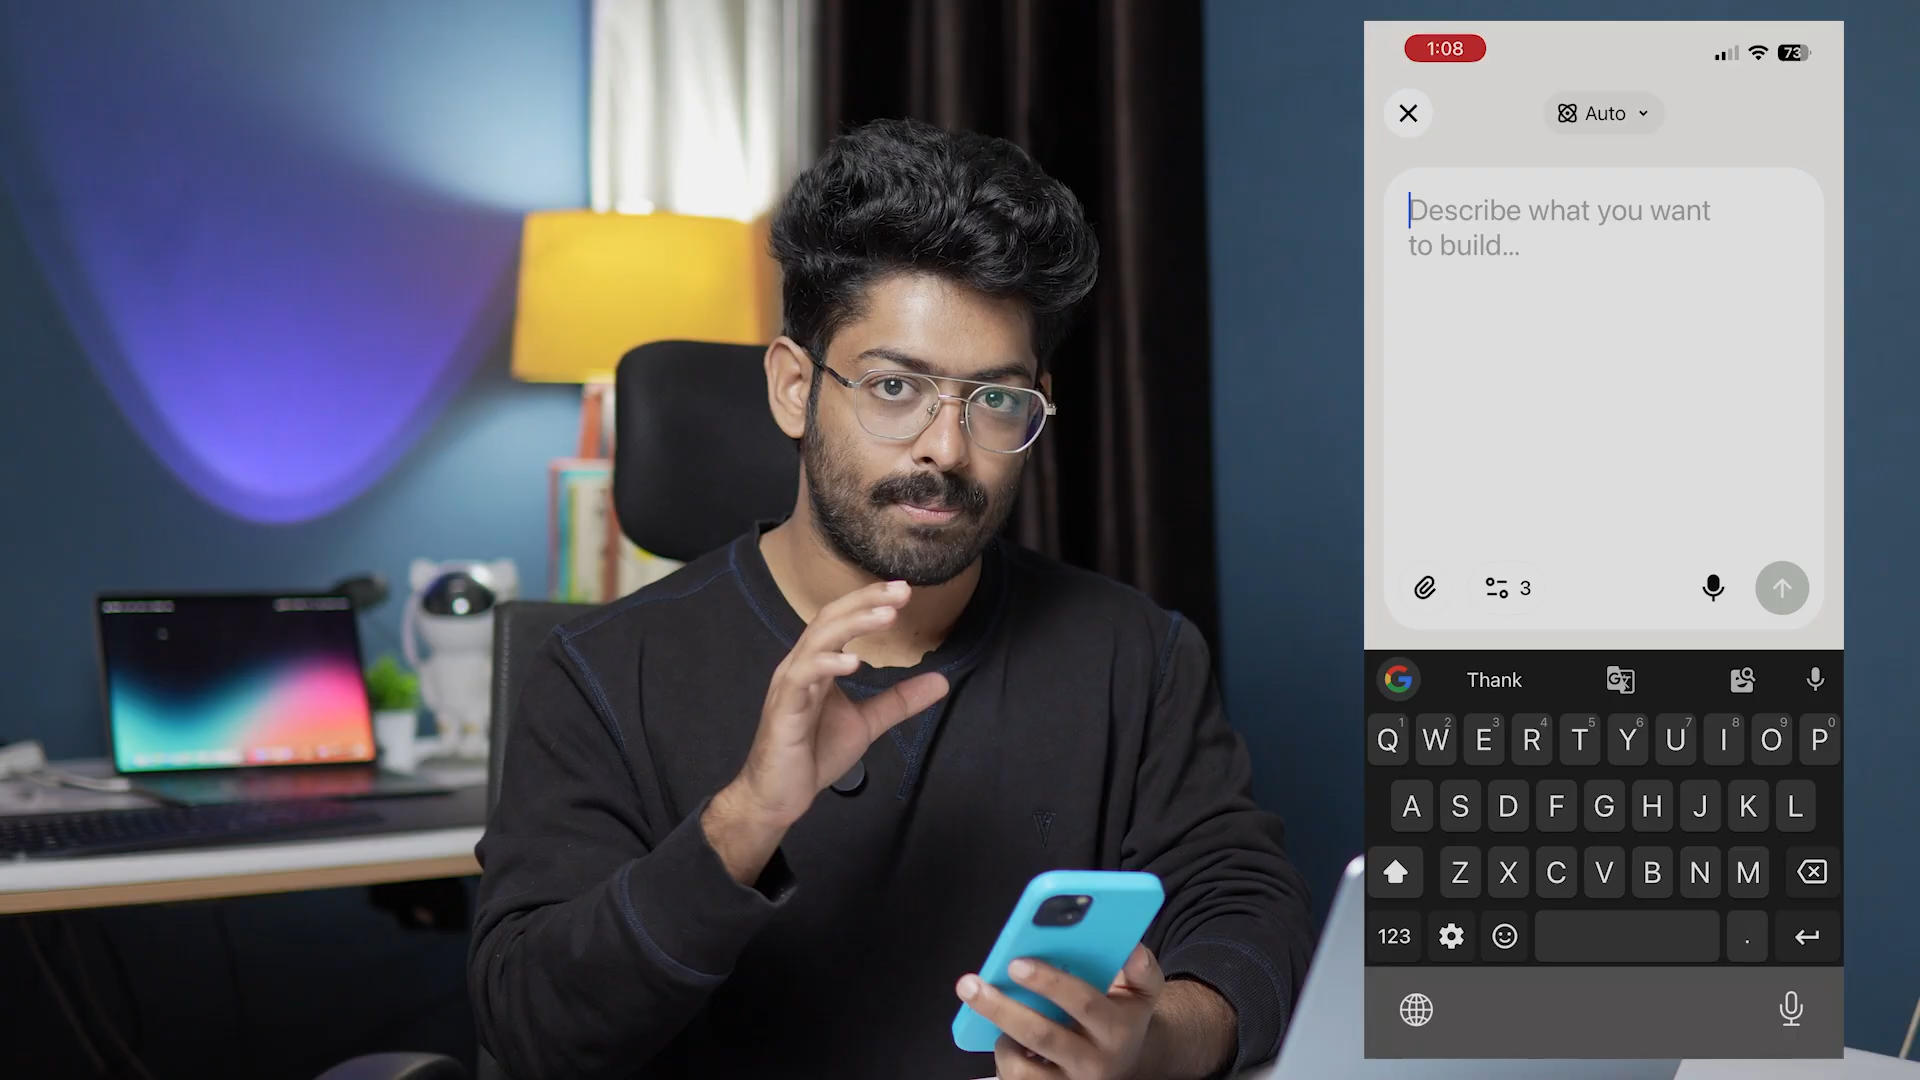 1:08
73
Auto
Describe what you want
to build...
3
Thank
1 2 3 4 5 6 7 8 9 0
Q W E R T Y U I O P
A S D F G H J K L
Z X C V B N M
123 .